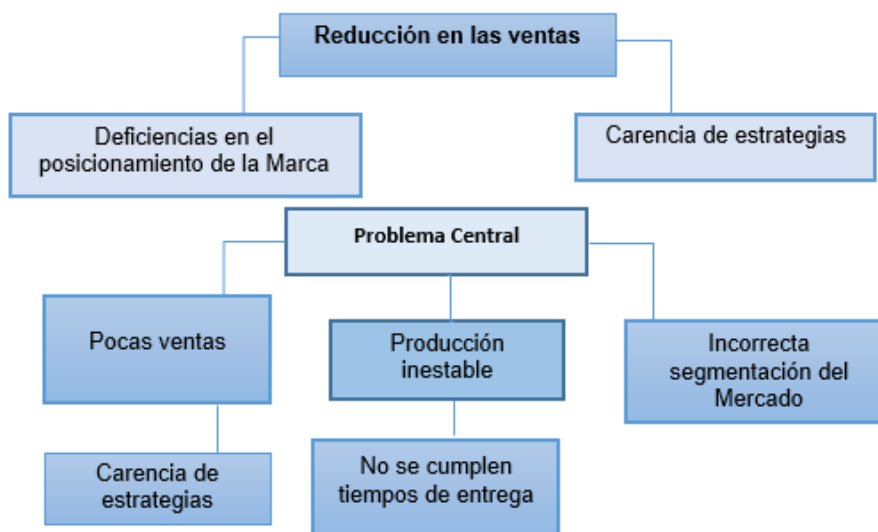 Reducción en las ventas
Deficiencias en el
posicionamiento de la Marca
Carencia de estrategias
Problema Central
Pocas ventas
Producción
inestable
Incorrecta
segmentación del
Mercado
Carencia de
estrategias
No se cumplen
tiempos de entrega